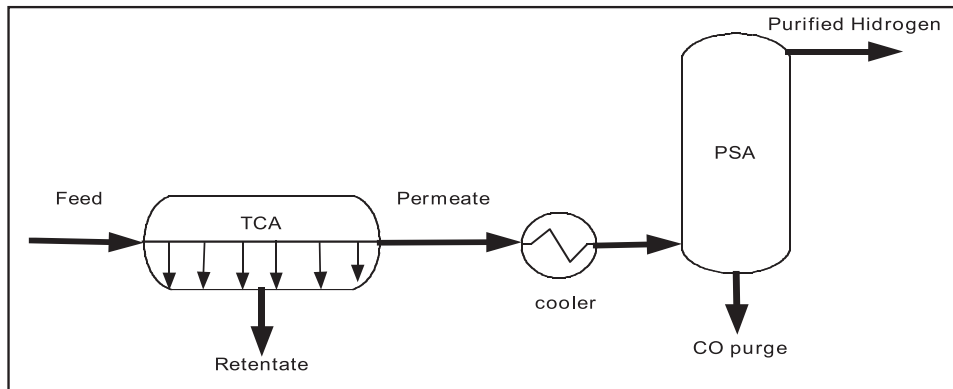 Purified Hidrogen
PSA
Feed
TCA
Permeate
cooler
Retentate
CO purge